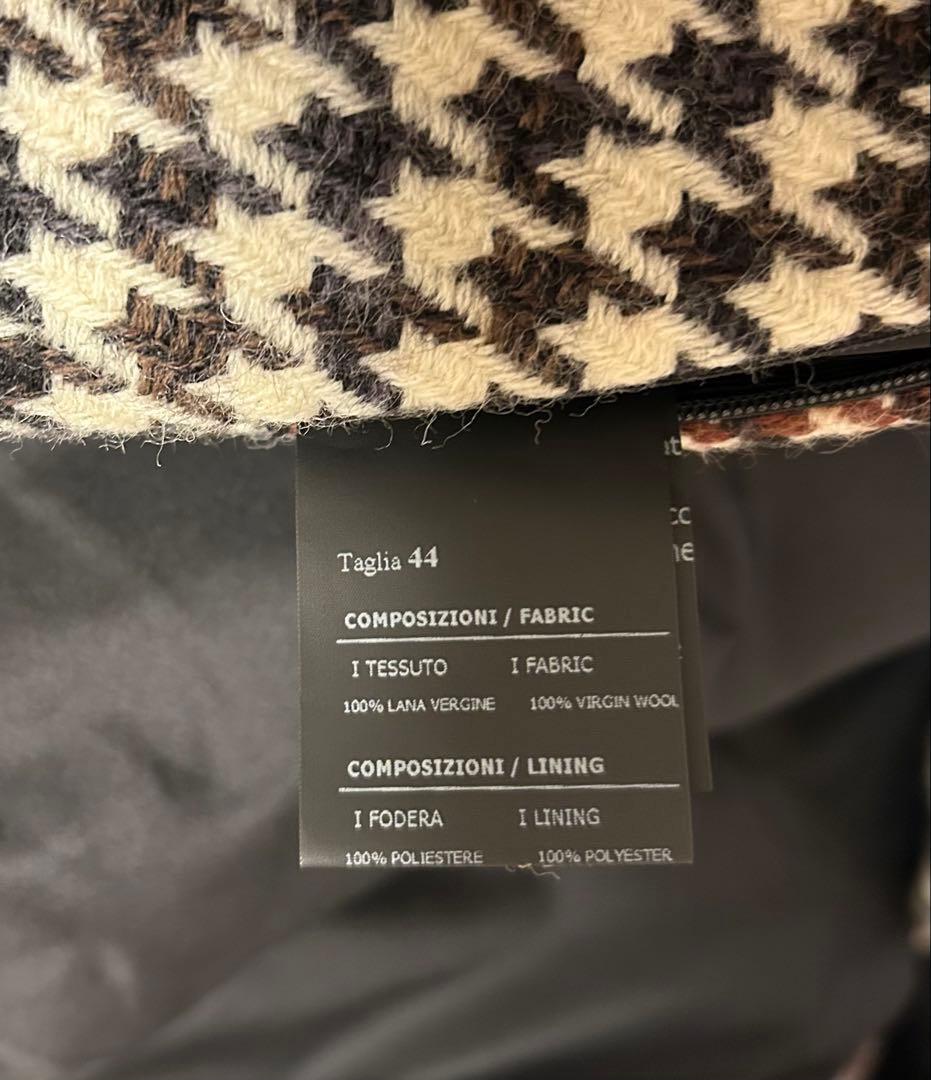 Taglia 44
COMPOSIZIONI / FABRIC
I TESSUTO I FABRIC
100% LANA VERGINE 100% VIRGIN WOOL
COMPOSIZIONI / LINING
I FODERA I LINING
100% POLIESTERE 100% POLYESTER